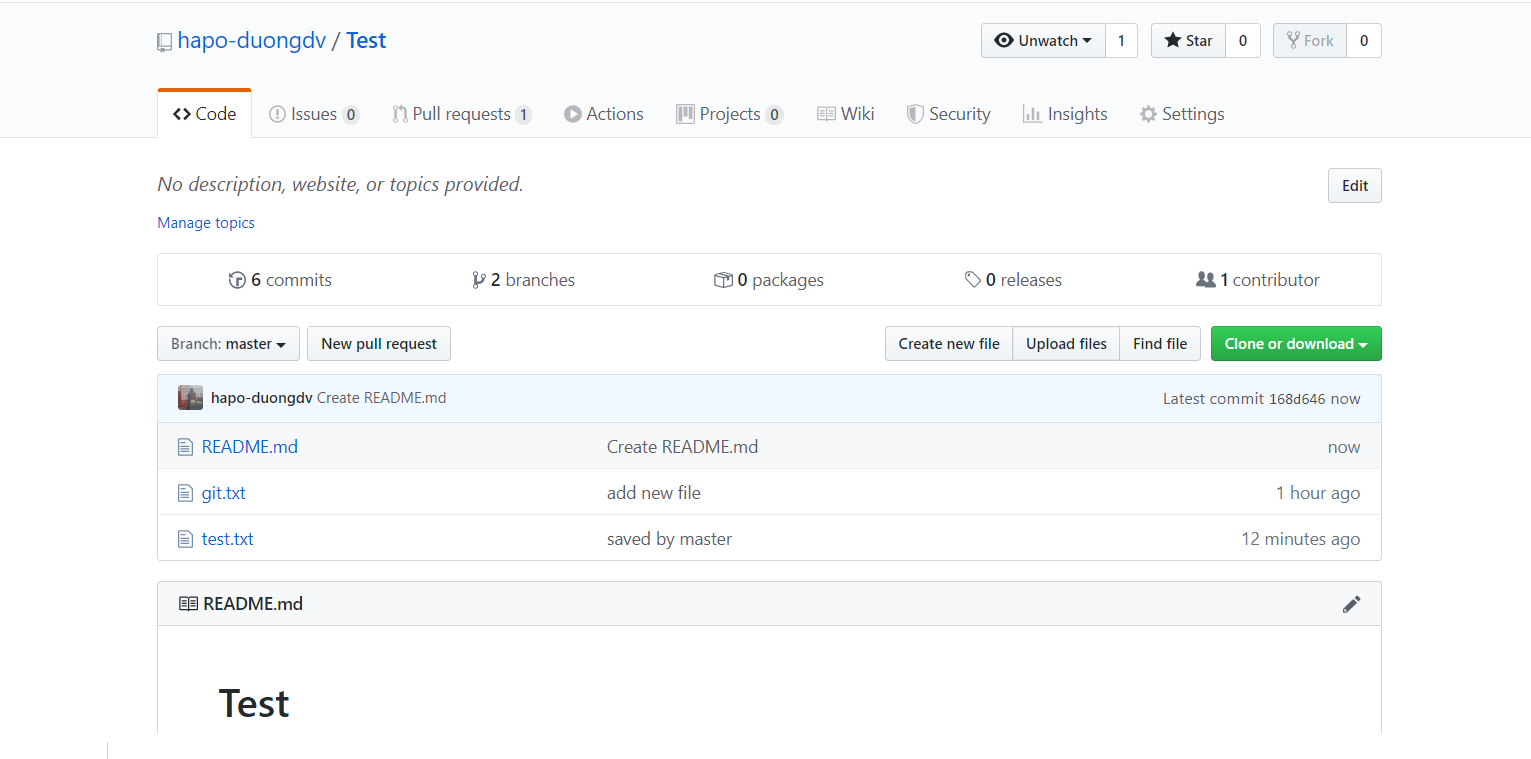 hapo-duongdv / Test
Unwatch 1 Star 0 Fork 0
Code Issues 0 Pull requests 1 Actions Projects 0 Wiki Security Insights Settings
No description, website, or topics provided. Edit
Manage topics
6 commits 2 branches 0 packages 0 releases 1 contributor
Branch: master New pull request Create new file Upload files Find file Clone or download
hapo-duongdv Create README.md Latest commit 168d646 now
README.md Create README.md now
git.txt add new file 1 hour ago
test.txt saved by master 12 minutes ago
README.md
Test